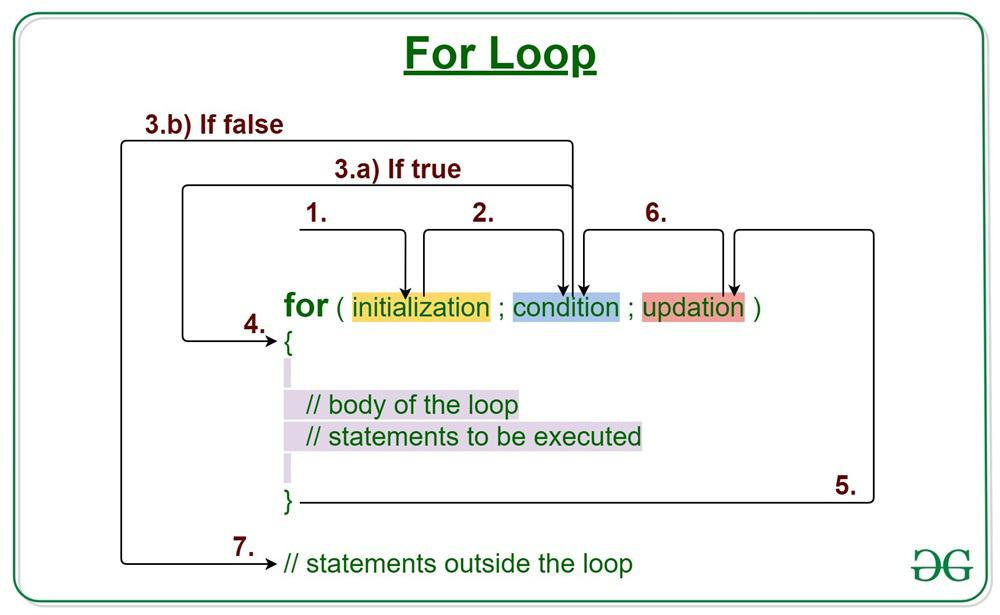 For Loop
3.b) If false
3.a) If true
1.
2.
6.
for ( initialization ; condition ; updation )
4.
{
// body of the loop
// statements to be executed
}
5.
7.
// statements outside the loop